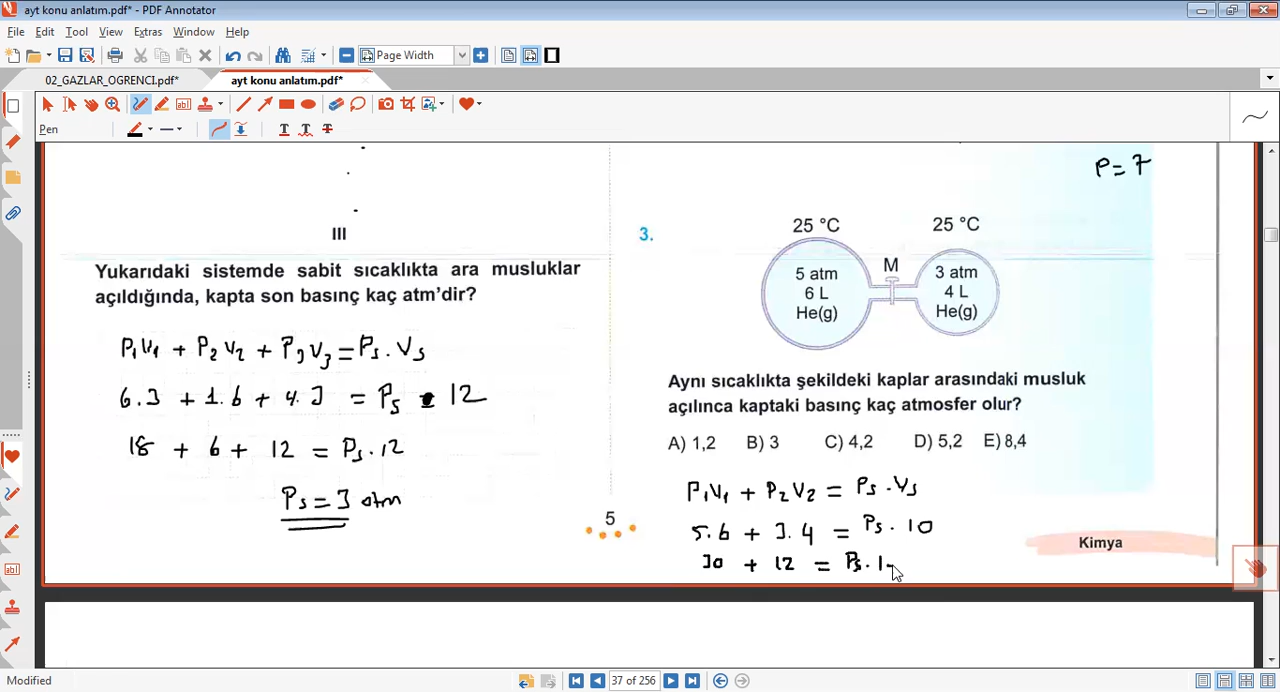 ayt konu anlatım.pdf* - PDF Annotator
File Edit Tool View Extras Window Help
Page Width
02_GAZLAR_OGRENCI.pdf* ayt konu anlatım.pdf*
Pen
P = 7
III
Yukarıdaki sistemde sabit sıcaklıkta ara musluklar
açıldığında, kapta son basınç kaç atm'dir?
P₁V₁ + P₂V₂ + P₃V₃ = Ps . Vs
6.3 + 1.6 + 4.3 = Ps . 12
18 + 6 + 12 = Ps . 12
Ps = 3 atm
5
3.
25 °C 25 °C
M
5 atm
6 L
He(g)
3 atm
4 L
He(g)
Aynı sıcaklıkta şekildeki kaplar arasındaki musluk
açılınca kaptaki basınç kaç atmosfer olur?
A) 1,2 B) 3 C) 4,2 D) 5,2 E) 8,4
P₁V₁ + P₂V₂ = Ps . Vs
5.6 + 3.4 = Ps . 10
30 + 12 = Ps . 1
Kimya
Modified
37 of 256